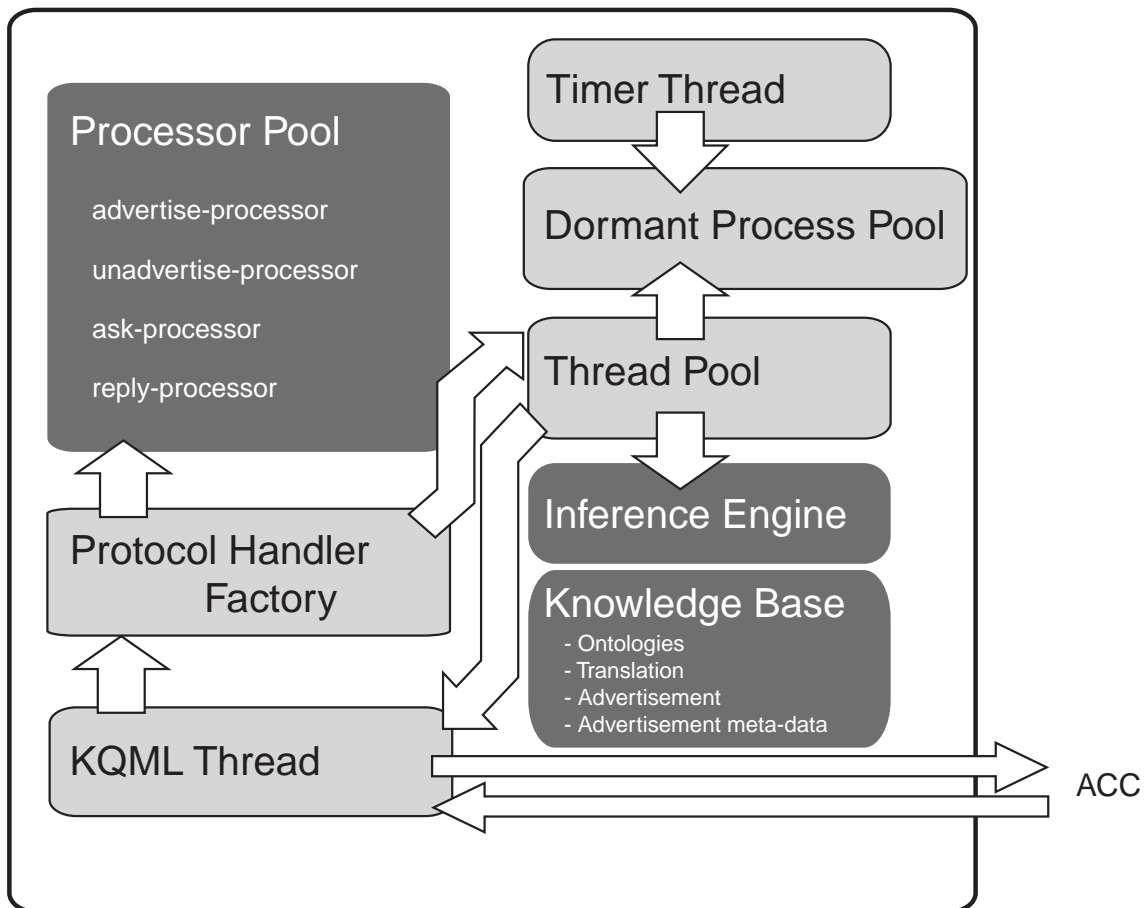 Processor Pool
advertise-processor
unadvertise-processor
ask-processor
reply-processor
Protocol Handler
Factory
KQML Thread
Timer Thread
Dormant Process Pool
Thread Pool
Inference Engine
Knowledge Base
- Ontologies
- Translation
- Advertisement
- Advertisement meta-data
ACC